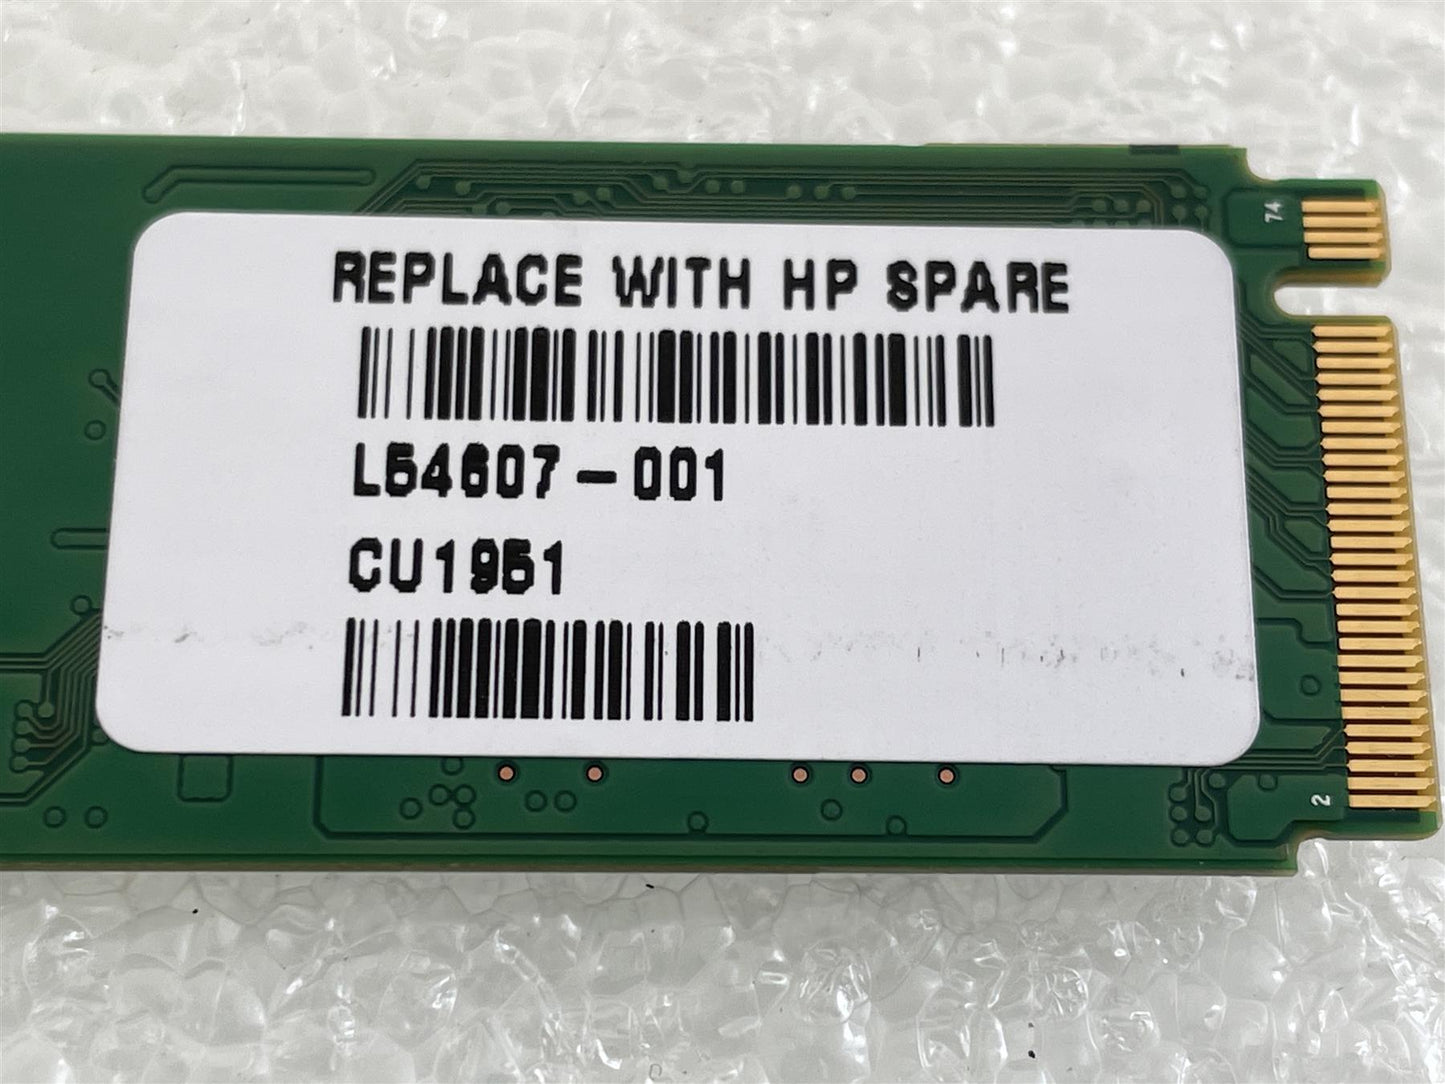 REPLACE WITH HP SPARE
L54607-001
CU1951
74
2